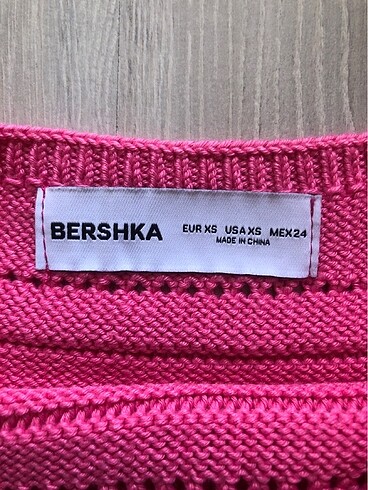 BERSHKA EUR XS USA XS MEX 24
MADE IN CHINA